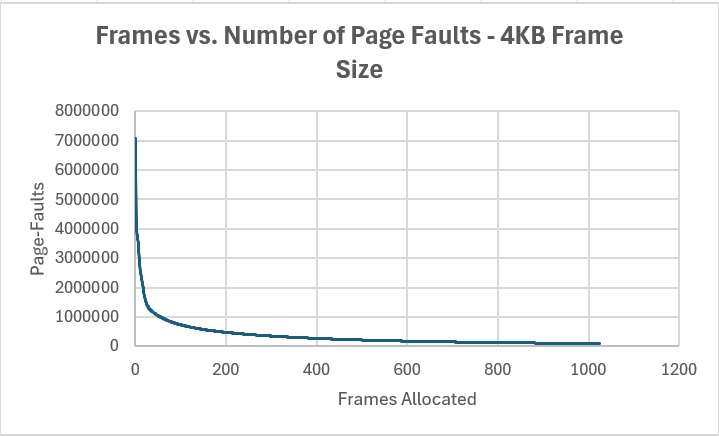 Frames vs. Number of Page Faults - 4KB Frame
Size
8000000
7000000
6000000
5000000
4000000
3000000
2000000
1000000
0
Page-Faults
0 200 400 600 800 1000 1200
Frames Allocated